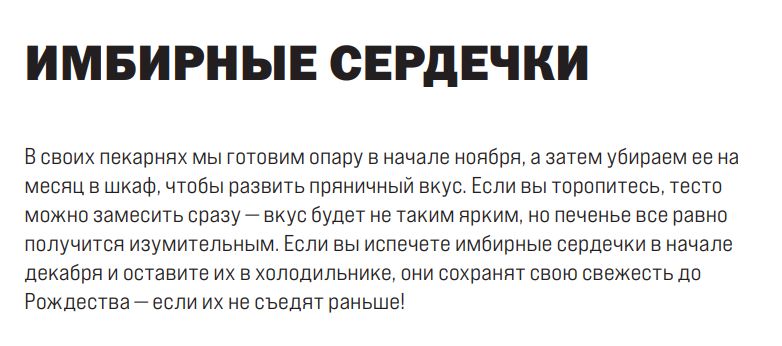 ИМБИРНЫЕ СЕРДЕЧКИ
В своих пекарнях мы готовим опару в начале ноября, а затем убираем ее на
месяц в шкаф, чтобы развить пряничный вкус. Если вы торопитесь, тесто
можно замесить сразу – вкус будет не таким ярким, но печенье все равно
получится изумительным. Если вы испечете имбирные сердечки в начале
декабря и оставите их в холодильнике, они сохранят свою свежесть до
Рождества – если их не съедят раньше!